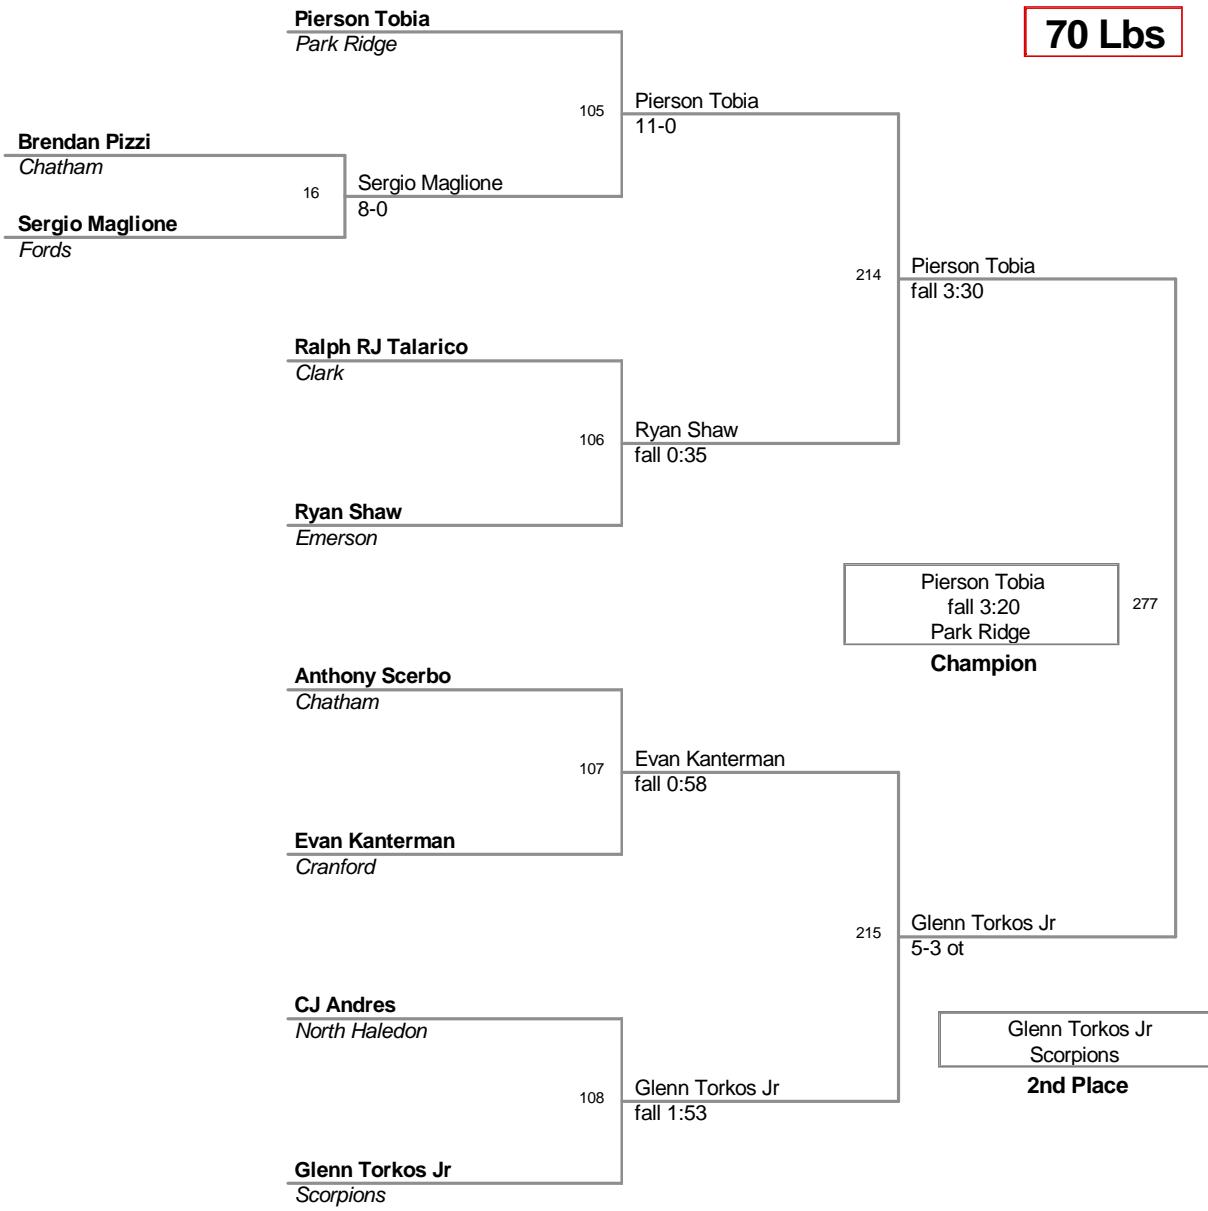 Pierson Tobia
Park Ridge
70 Lbs
105
Pierson Tobia
11-0
Brendan Pizzi
Chatham
16
Sergio Maglione
8-0
Sergio Maglione
Fords
214
Pierson Tobia
fall 3:30
Ralph RJ Talarico
Clark
106
Ryan Shaw
fall 0:35
Ryan Shaw
Emerson
Pierson Tobia
fall 3:20
Park Ridge
277
Champion
Anthony Scerbo
Chatham
107
Evan Kanterman
fall 0:58
Evan Kanterman
Cranford
215
Glenn Torkos Jr
5-3 ot
CJ Andres
North Haledon
Glenn Torkos Jr
Scorpions
2nd Place
108
Glenn Torkos Jr
fall 1:53
Glenn Torkos Jr
Scorpions